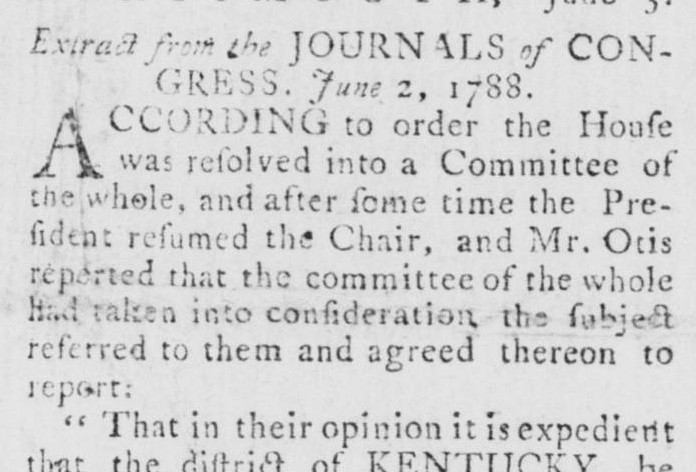 Extract from the JOURNALS of CON-
GRESS. June 2, 1788.
ACCORDING to order the Houſe
was reſolved into a Committee of
the whole, and after ſome time the Pre-
ſident reſumed the Chair, and Mr. Otis
reported that the committee of the whole
had taken into conſideration the ſubject
referred to them and agreed thereon to
report:
“ That in their opinion it is expedient
that the diſtrict of KENTUCKY be